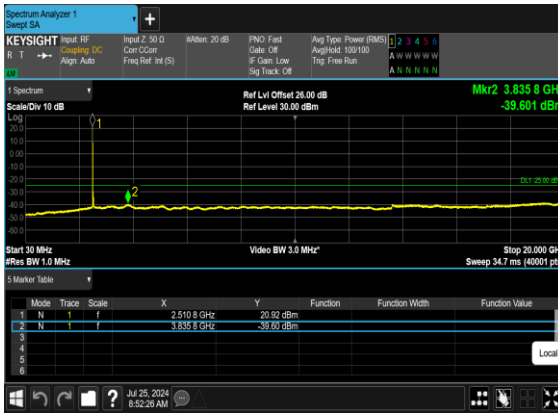 Spectrum Analyzer 1
Swept SA
+
KEYSIGHT
R T
LW
Input: RF
Coupling: DC
Align: Auto
Input Z: 50 Ω
Corr CCorr
Freq Ref: Int (S)
#Atten: 20 dB
PNO: Fast
Gate: Off
IF Gain: Low
Sig Track: Off
Avg Type: Power (RMS)
Avg|Hold: 100/100
Trig: Free Run
1 2 3 4 5 6
A W W W W W
A N N N N N
1 Spectrum
Scale/Div 10 dB
Ref Lvl Offset 26.00 dB
Ref Level 30.00 dBm
Mkr2 3.835 8 GH
-39.601 dBr
Log
20.0
10.0
0.00
-10.0
-20.0
-30.0
-40.0
-50.0
-60.0
1
2
DL1 -25.00 dB
Start 30 MHz
#Res BW 1.0 MHz
Video BW 3.0 MHz*
Stop 20.000 GH
Sweep 34.7 ms (40001 pt
5 Marker Table
Mode Trace Scale X Y Function Function Width Function Value
1 N 1 f 2.510 8 GHz 20.92 dBm
2 N 1 f 3.835 8 GHz -39.60 dBm
3
4
5
6
Local
?
Jul 25, 2024
8:52:26 AM